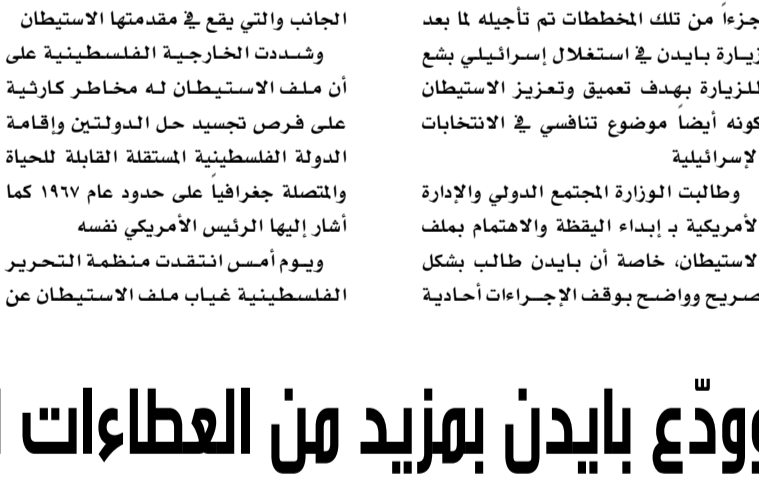 جزءاً من تلك المخططات تم تأجيله لما بعد
زيارة بايدن في استغلال إسرائيلي بشع
للزيارة بهدف تعميق وتعزيز الاستيطان
كونه أيضاً موضوع تنافسي في الانتخابات
الإسرائيلية
وطالبت الوزارة المجتمع الدولي والإدارة
الأمريكية بـ إبداء اليقظة والاهتمام بملف
الاستيطان، خاصة أن بايدن طالب بشكل
صريح وواضح بوقف الإجراءات أحادية
الجانب والتي يقع في مقدمتها الاستيطان
وشددت الخارجية الفلسطينية على
أن ملف الاستيطان له مخاطر كارثية
على فرص تجسيد حل الدولتين وإقامة
الدولة الفلسطينية المستقلة القابلة للحياة
والمتصلة جغرافياً على حدود عام ١٩٦٧ كما
أشار إليها الرئيس الأمريكي نفسه
ويوم أمس انتقدت منظمة التحرير
الفلسطينية غياب ملف الاستيطان عن
وودّع بايدن بمزيد من العطاءات